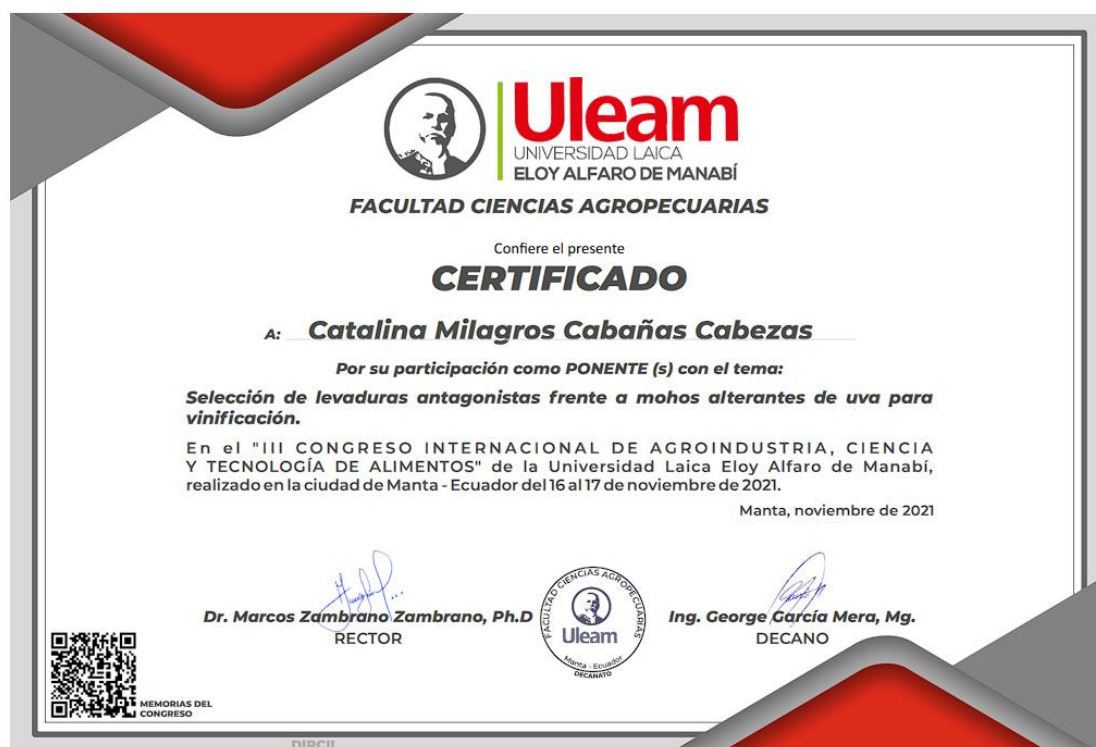 Uleam
UNIVERSIDAD LAICA
ELOY ALFARO DE MANABÍ
FACULTAD CIENCIAS AGROPECUARIAS
Confiere el presente
CERTIFICADO
A: Catalina Milagros Cabañas Cabezas
Por su participación como PONENTE (s) con el tema:
Selección de levaduras antagonistas frente a mohos alterantes de uva para
vinificación.
En el "III CONGRESO INTERNACIONAL DE AGROINDUSTRIA, CIENCIA
Y TECNOLOGÍA DE ALIMENTOS" de la Universidad Laica Eloy Alfaro de Manabí,
realizado en la ciudad de Manta - Ecuador del 16 al 17 de noviembre de 2021.
Manta, noviembre de 2021
Dr. Marcos Zambrano Zambrano, Ph.D
RECTOR
FACULTAD CIENCIAS AGROPECUARIAS
Uleam
Manta - Ecuador
DECANATO
Ing. George García Mera, Mg.
DECANO
MEMORIAS DEL
CONGRESO